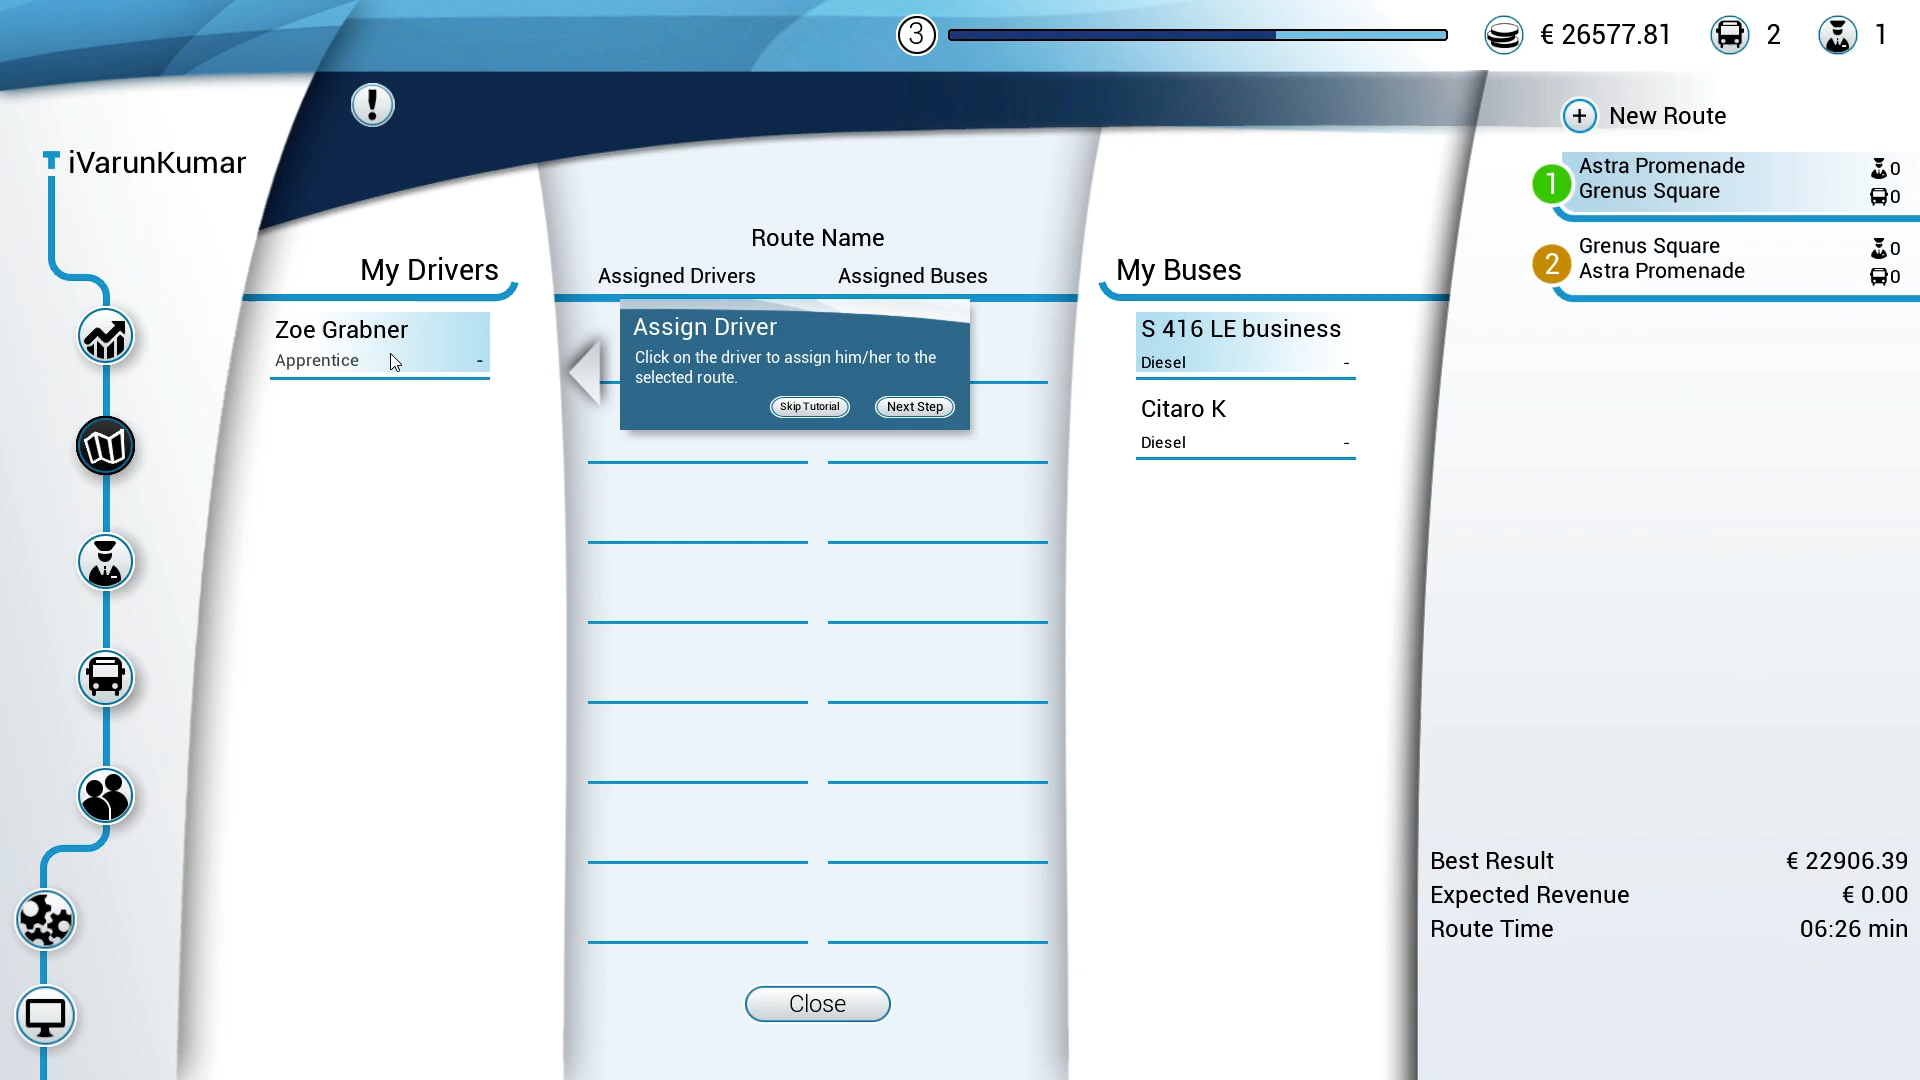 3
€ 26577.81
2
1
New Route
iVarunKumar
1
Astra Promenade
Grenus Square
0
0
2
Grenus Square
Astra Promenade
0
0
Route Name
My Drivers
Assigned Drivers
Assigned Buses
My Buses
Zoe Grabner
Apprentice
-
Assign Driver
Click on the driver to assign him/her to the
selected route.
Skip Tutorial
Next Step
S 416 LE business
Diesel
-
Citaro K
Diesel
-
Best Result
€ 22906.39
Expected Revenue
€ 0.00
Route Time
06:26 min
Close